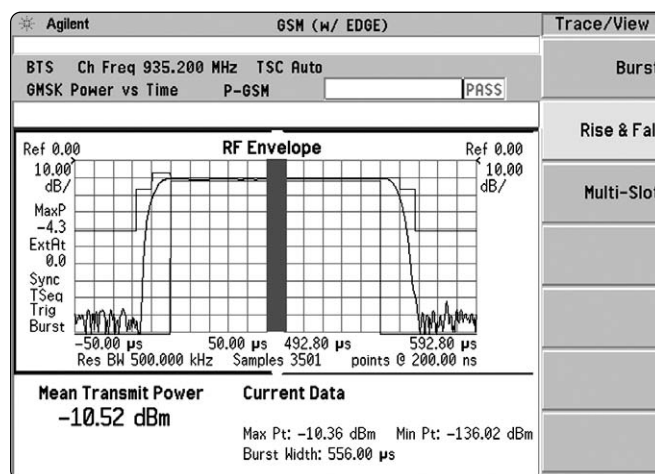 Agilent GSM (w/ EDGE) Trace/View
BTS Ch Freq 935.200 MHz TSC Auto
GMSK Power vs Time P-GSM PASS
Burst
Rise & Fal
Multi-Slo
Ref 0.00 RF Envelope Ref 0.00
10.00 10.00
dB/ dB/
MaxP
-4.3
ExtAt
0.0
Sync
TSeq
Trig
Burst
-50.00 µs 50.00 µs 492.80 µs 592.80 µs
Res BW 500.000 kHz Samples 3501 points @ 200.00 ns
Mean Transmit Power Current Data
-10.52 dBm
Max Pt: -10.36 dBm Min Pt: -136.02 dBm
Burst Width: 556.00 µs